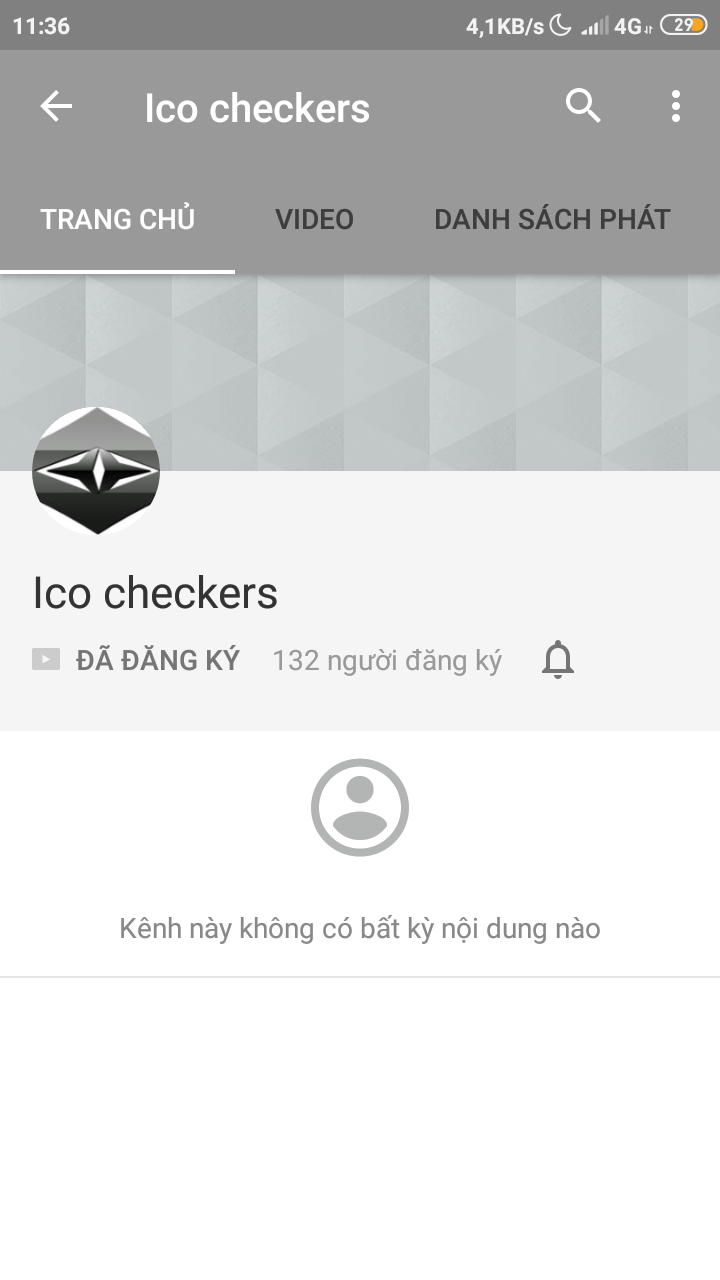 11:36 4,1KB/s 4G 29
Ico checkers
TRANG CHỦ VIDEO DANH SÁCH PHÁT
Ico checkers
ĐÃ ĐĂNG KÝ 132 người đăng ký
Kênh này không có bất kỳ nội dung nào